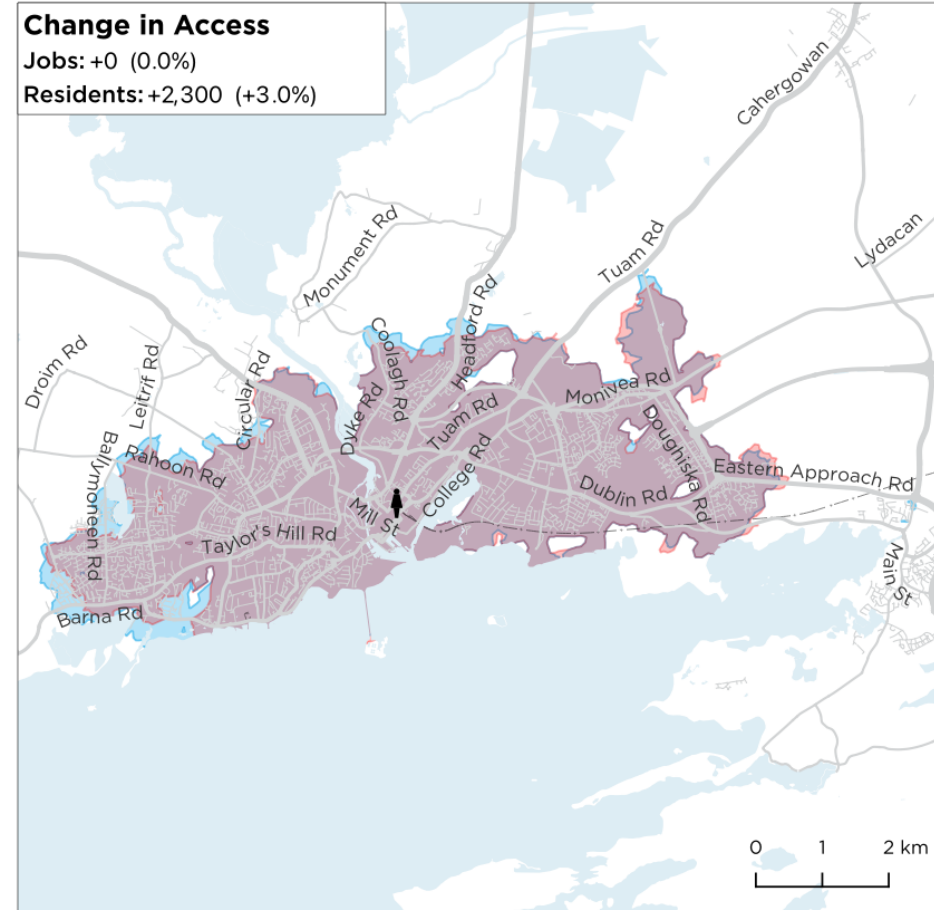 Change in Access
Jobs: +0 (0.0%)
Residents: +2,300 (+3.0%)
Cahergowan
Lydacan
Tuam Rd
Monument Rd
Headford Rd
Coolagh Rd
Droim Rd
Leitrif Rd
Circular Rd
Dyke Rd
Monivea Rd
Tuam Rd
Doughiska Rd
Ballymoneen Rd
Rahoon Rd
College Rd
Eastern Approach Rd
Dublin Rd
Mill St
Taylor's Hill Rd
Main St
Barna Rd
0 1 2 km